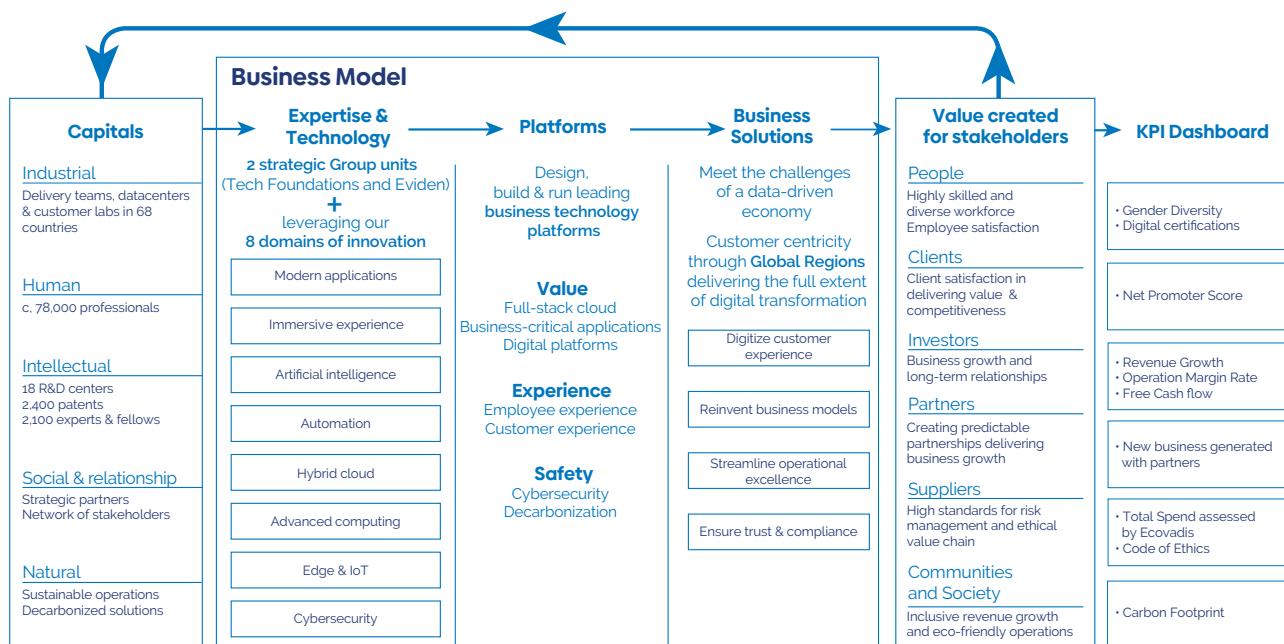 Business Model
Capitals
Industrial
Delivery teams, datacenters
& customer labs in 68
countries
Human
c, 78,000 professionals
Intellectual
18 R&D centers
2,400 patents
2,100 experts & fellows
Social & relationship
Strategic partners
Network of stakeholders
Natural
Sustainable operations
Decarbonized solutions
Expertise &
Technology
2 strategic Group units
(Tech Foundations and Eviden)
+
leveraging our
8 domains of innovation
Modern applications
Immersive experience
Artificial intelligence
Automation
Hybrid cloud
Advanced computing
Edge & IoT
Cybersecurity
Platforms
Design,
build & run leading
business technology
platforms
Value
Full-stack cloud
Business-critical applications
Digital platforms
Experience
Employee experience
Customer experience
Safety
Cybersecurity
Decarbonization
Business
Solutions
Meet the challenges
of a data-driven
economy
Customer centricity
through Global Regions
delivering the full extent
of digital transformation
Digitize customer
experience
Reinvent business models
Streamline operational
excellence
Ensure trust & compliance
Value created
for stakeholders
People
Highly skilled and
diverse workforce
Employee satisfaction
Clients
Client satisfaction in
delivering value &
competitiveness
Investors
Business growth and
long-term relationships
Partners
Creating predictable
partnerships delivering
business growth
Suppliers
High standards for risk
management and ethical
value chain
Communities
and Society
Inclusive revenue growth
and eco-friendly operations
KPI Dashboard
• Gender Diversity
• Digital certifications
• Net Promoter Score
• Revenue Growth
• Operation Margin Rate
• Free Cash flow
• New business generated
with partners
• Total Spend assessed
by Ecovadis
• Code of Ethics
• Carbon Footprint